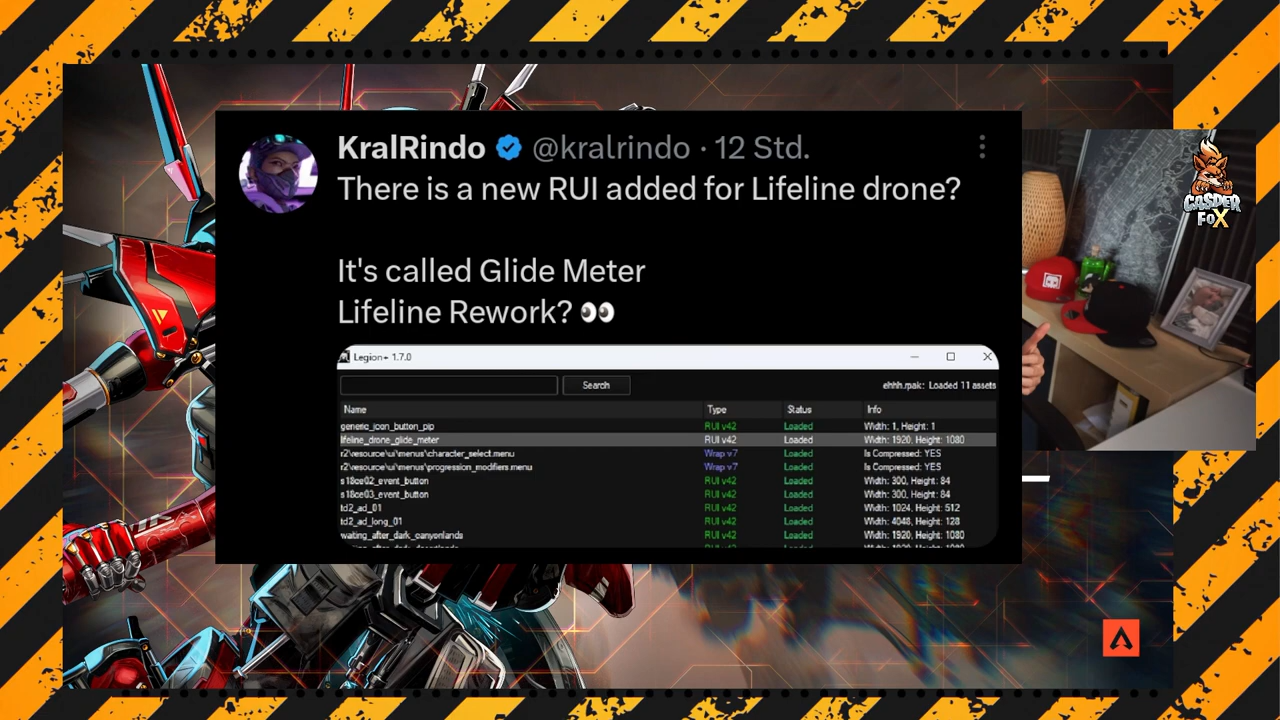 KralRindo @kralrindo · 12 Std.
There is a new RUI added for Lifeline drone?
It's called Glide Meter
Lifeline Rework? 👀
Legion+ 1.7.0
Search
ehhh.rpak: Loaded 11 assets
Name Type Status Info
generic_icon_button_pip RUI v42 Loaded Width: 1, Height: 1
lifeline_drone_glide_meter RUI v42 Loaded Width: 1920, Height: 1080
r2\resource\ui\menus\character_select.menu Wrap v7 Loaded Is Compressed: YES
r2\resource\ui\menus\progression_modifiers.menu Wrap v7 Loaded Is Compressed: YES
s18ce02_event_button RUI v42 Loaded Width: 300, Height: 84
s18ce03_event_button RUI v42 Loaded Width: 300, Height: 84
td2_ad_01 RUI v42 Loaded Width: 1024, Height: 512
td2_ad_long_01 RUI v42 Loaded Width: 4048, Height: 128
waiting_after_dark_canyonlands RUI v42 Loaded Width: 1920, Height: 1080
CASPER
FoX